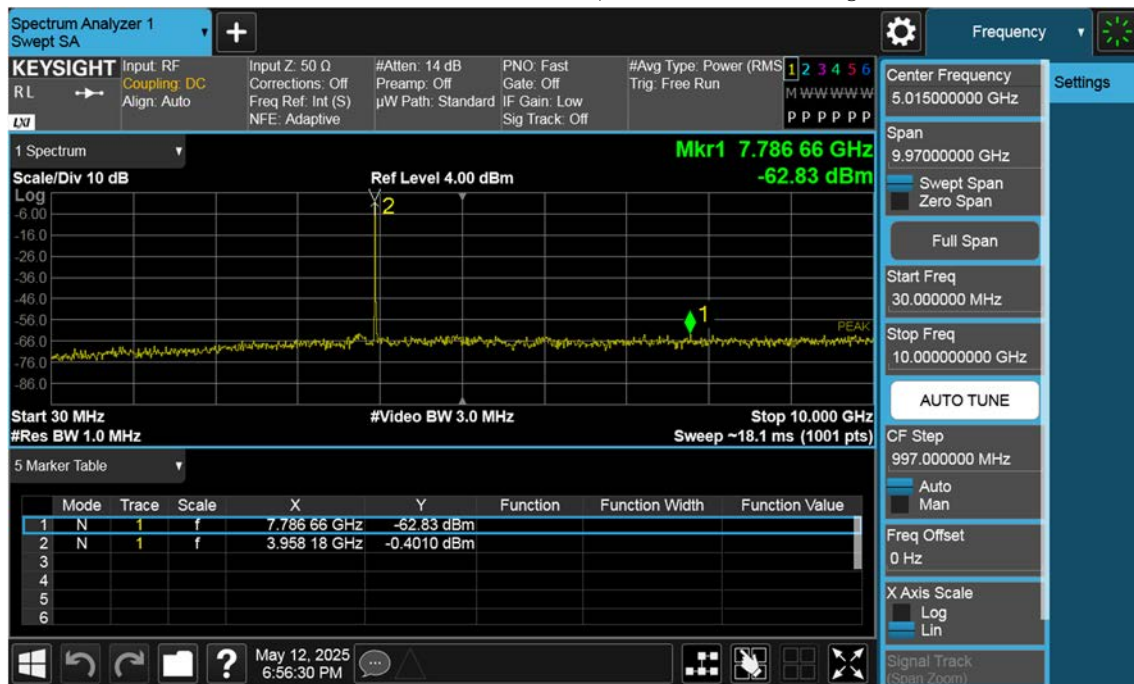 Spectrum Analyzer 1
Swept SA
+
Frequency
KEYSIGHT
RL
LXI
Input: RF
Coupling: DC
Align: Auto
Input Z: 50 Ω
Corrections: Off
Freq Ref: Int (S)
NFE: Adaptive
#Atten: 14 dB
Preamp: Off
µW Path: Standard
PNO: Fast
Gate: Off
IF Gain: Low
Sig Track: Off
#Avg Type: Power (RMS
Trig: Free Run
1 2 3 4 5 6
M W W W W W
P P P P P P
1 Spectrum
Scale/Div 10 dB
Ref Level 4.00 dBm
Mkr1 7.786 66 GHz
-62.83 dBm
Log
-6.00
-16.0
-26.0
-36.0
-46.0
-56.0
-66.0
-76.0
-86.0
2
1
PEAK
Start 30 MHz
#Video BW 3.0 MHz
Stop 10.000 GHz
#Res BW 1.0 MHz
Sweep ~18.1 ms (1001 pts)
5 Marker Table
Mode Trace Scale X Y Function Function Width Function Value
1 N 1 f 7.786 66 GHz -62.83 dBm
2 N 1 f 3.958 18 GHz -0.4010 dBm
3
4
5
6
May 12, 2025
6:56:30 PM
?
Center Frequency
5.015000000 GHz
Settings
Span
9.97000000 GHz
Swept Span
Zero Span
Full Span
Start Freq
30.000000 MHz
Stop Freq
10.000000000 GHz
AUTO TUNE
CF Step
997.000000 MHz
Auto
Man
Freq Offset
0 Hz
X Axis Scale
Log
Lin
Signal Track
(Span Zoom)